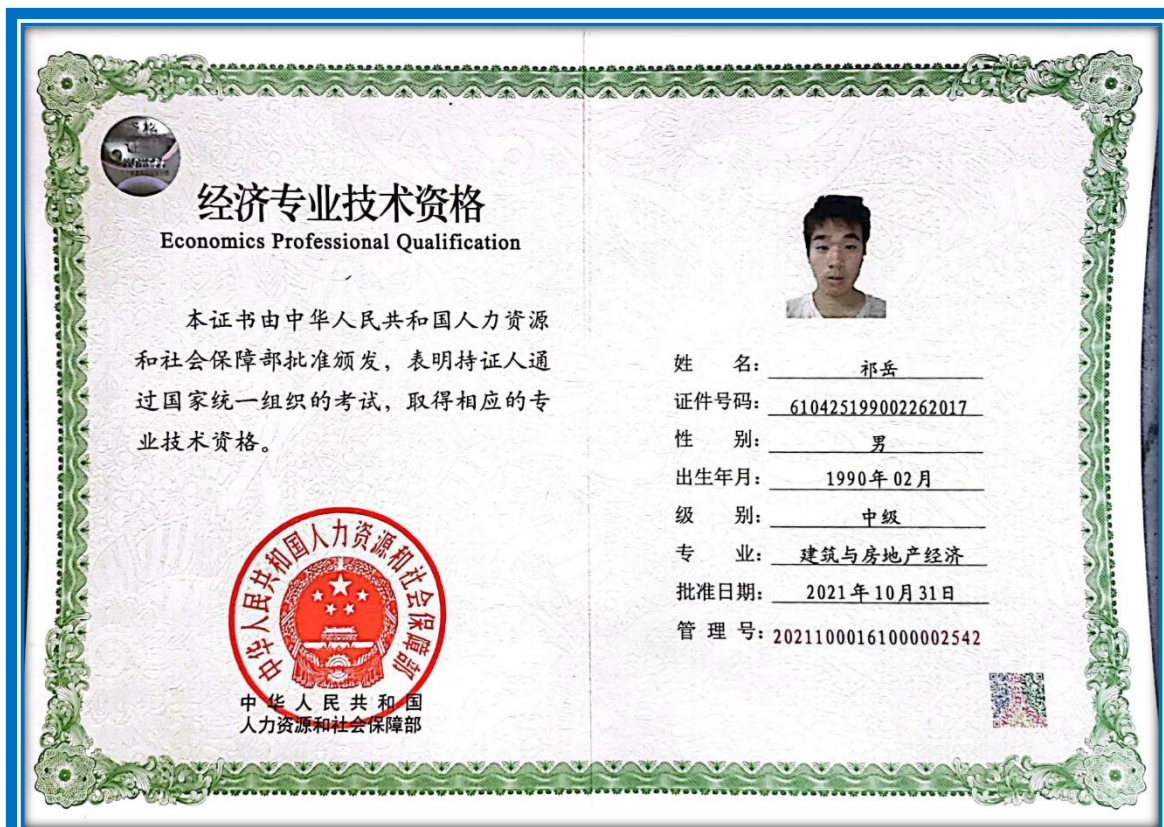 经济专业技术资格
Economics Professional Qualification
本证书由中华人民共和国人力资源
和社会保障部批准颁发，表明持证人通
过国家统一组织的考试，取得相应的专
业技术资格。
中华人民共和国人力资源和社会保障部
中华人民共和国
人力资源和社会保障部
姓 名：祁岳
证件号码：610425199002262017
性 别：男
出生年月：1990年02月
级 别：中级
专 业：建筑与房地产经济
批准日期：2021年10月31日
管 理 号：20211000161000002542